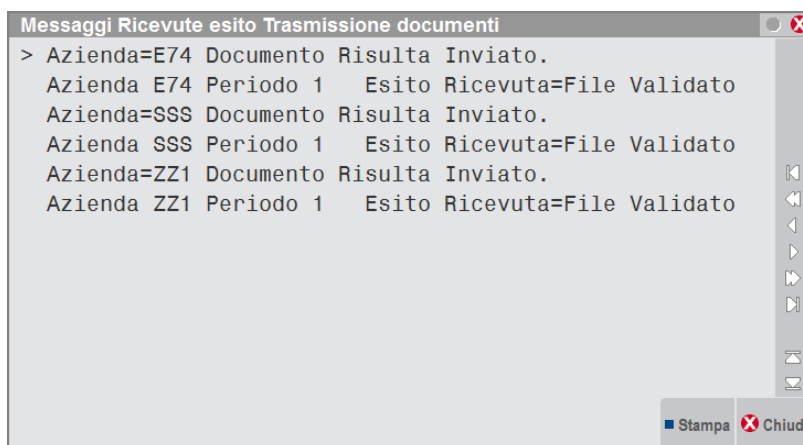 Messaggi Ricevute esito Trasmissione documenti
> Azienda=E74 Documento Risulta Inviato.
Azienda E74 Periodo 1 Esito Ricevuta=File Validato
Azienda=SSS Documento Risulta Inviato.
Azienda SSS Periodo 1 Esito Ricevuta=File Validato
Azienda=ZZ1 Documento Risulta Inviato.
Azienda ZZ1 Periodo 1 Esito Ricevuta=File Validato
Stampa Chiud